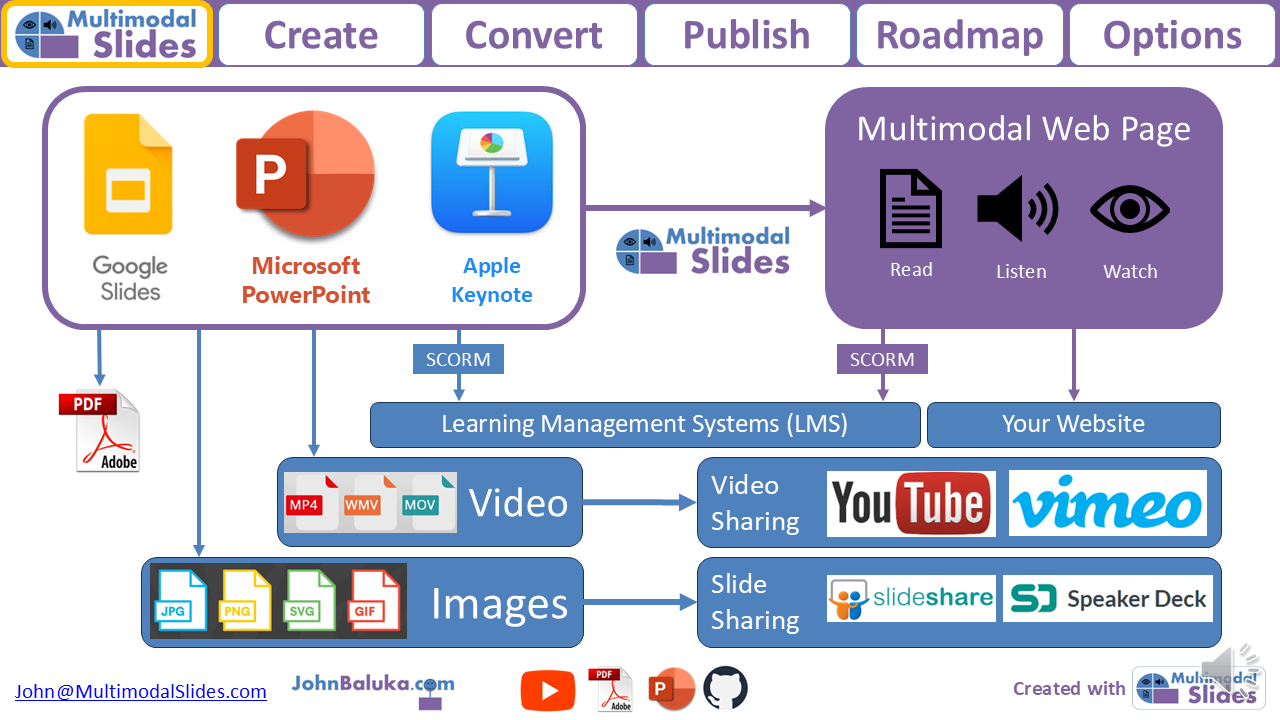 Multimodal
Slides
Create
Convert
Publish
Roadmap
Options
Google
Slides
P
Microsoft
PowerPoint
Apple
Keynote
Multimodal
Slides
Multimodal Web Page
Read
Listen
Watch
SCORM
SCORM
PDF
Adobe
Learning Management Systems (LMS)
Your Website
MP4
WMV
MOV
Video
Video
Sharing
YouTube
vimeo
JPG
PNG
SVG
GIF
Images
Slide
Sharing
slideshare
Speaker Deck
John@MultimodalSlides.com
JohnBaluka.com
PDF
Adobe
P
Created with
Multimodal
Slides